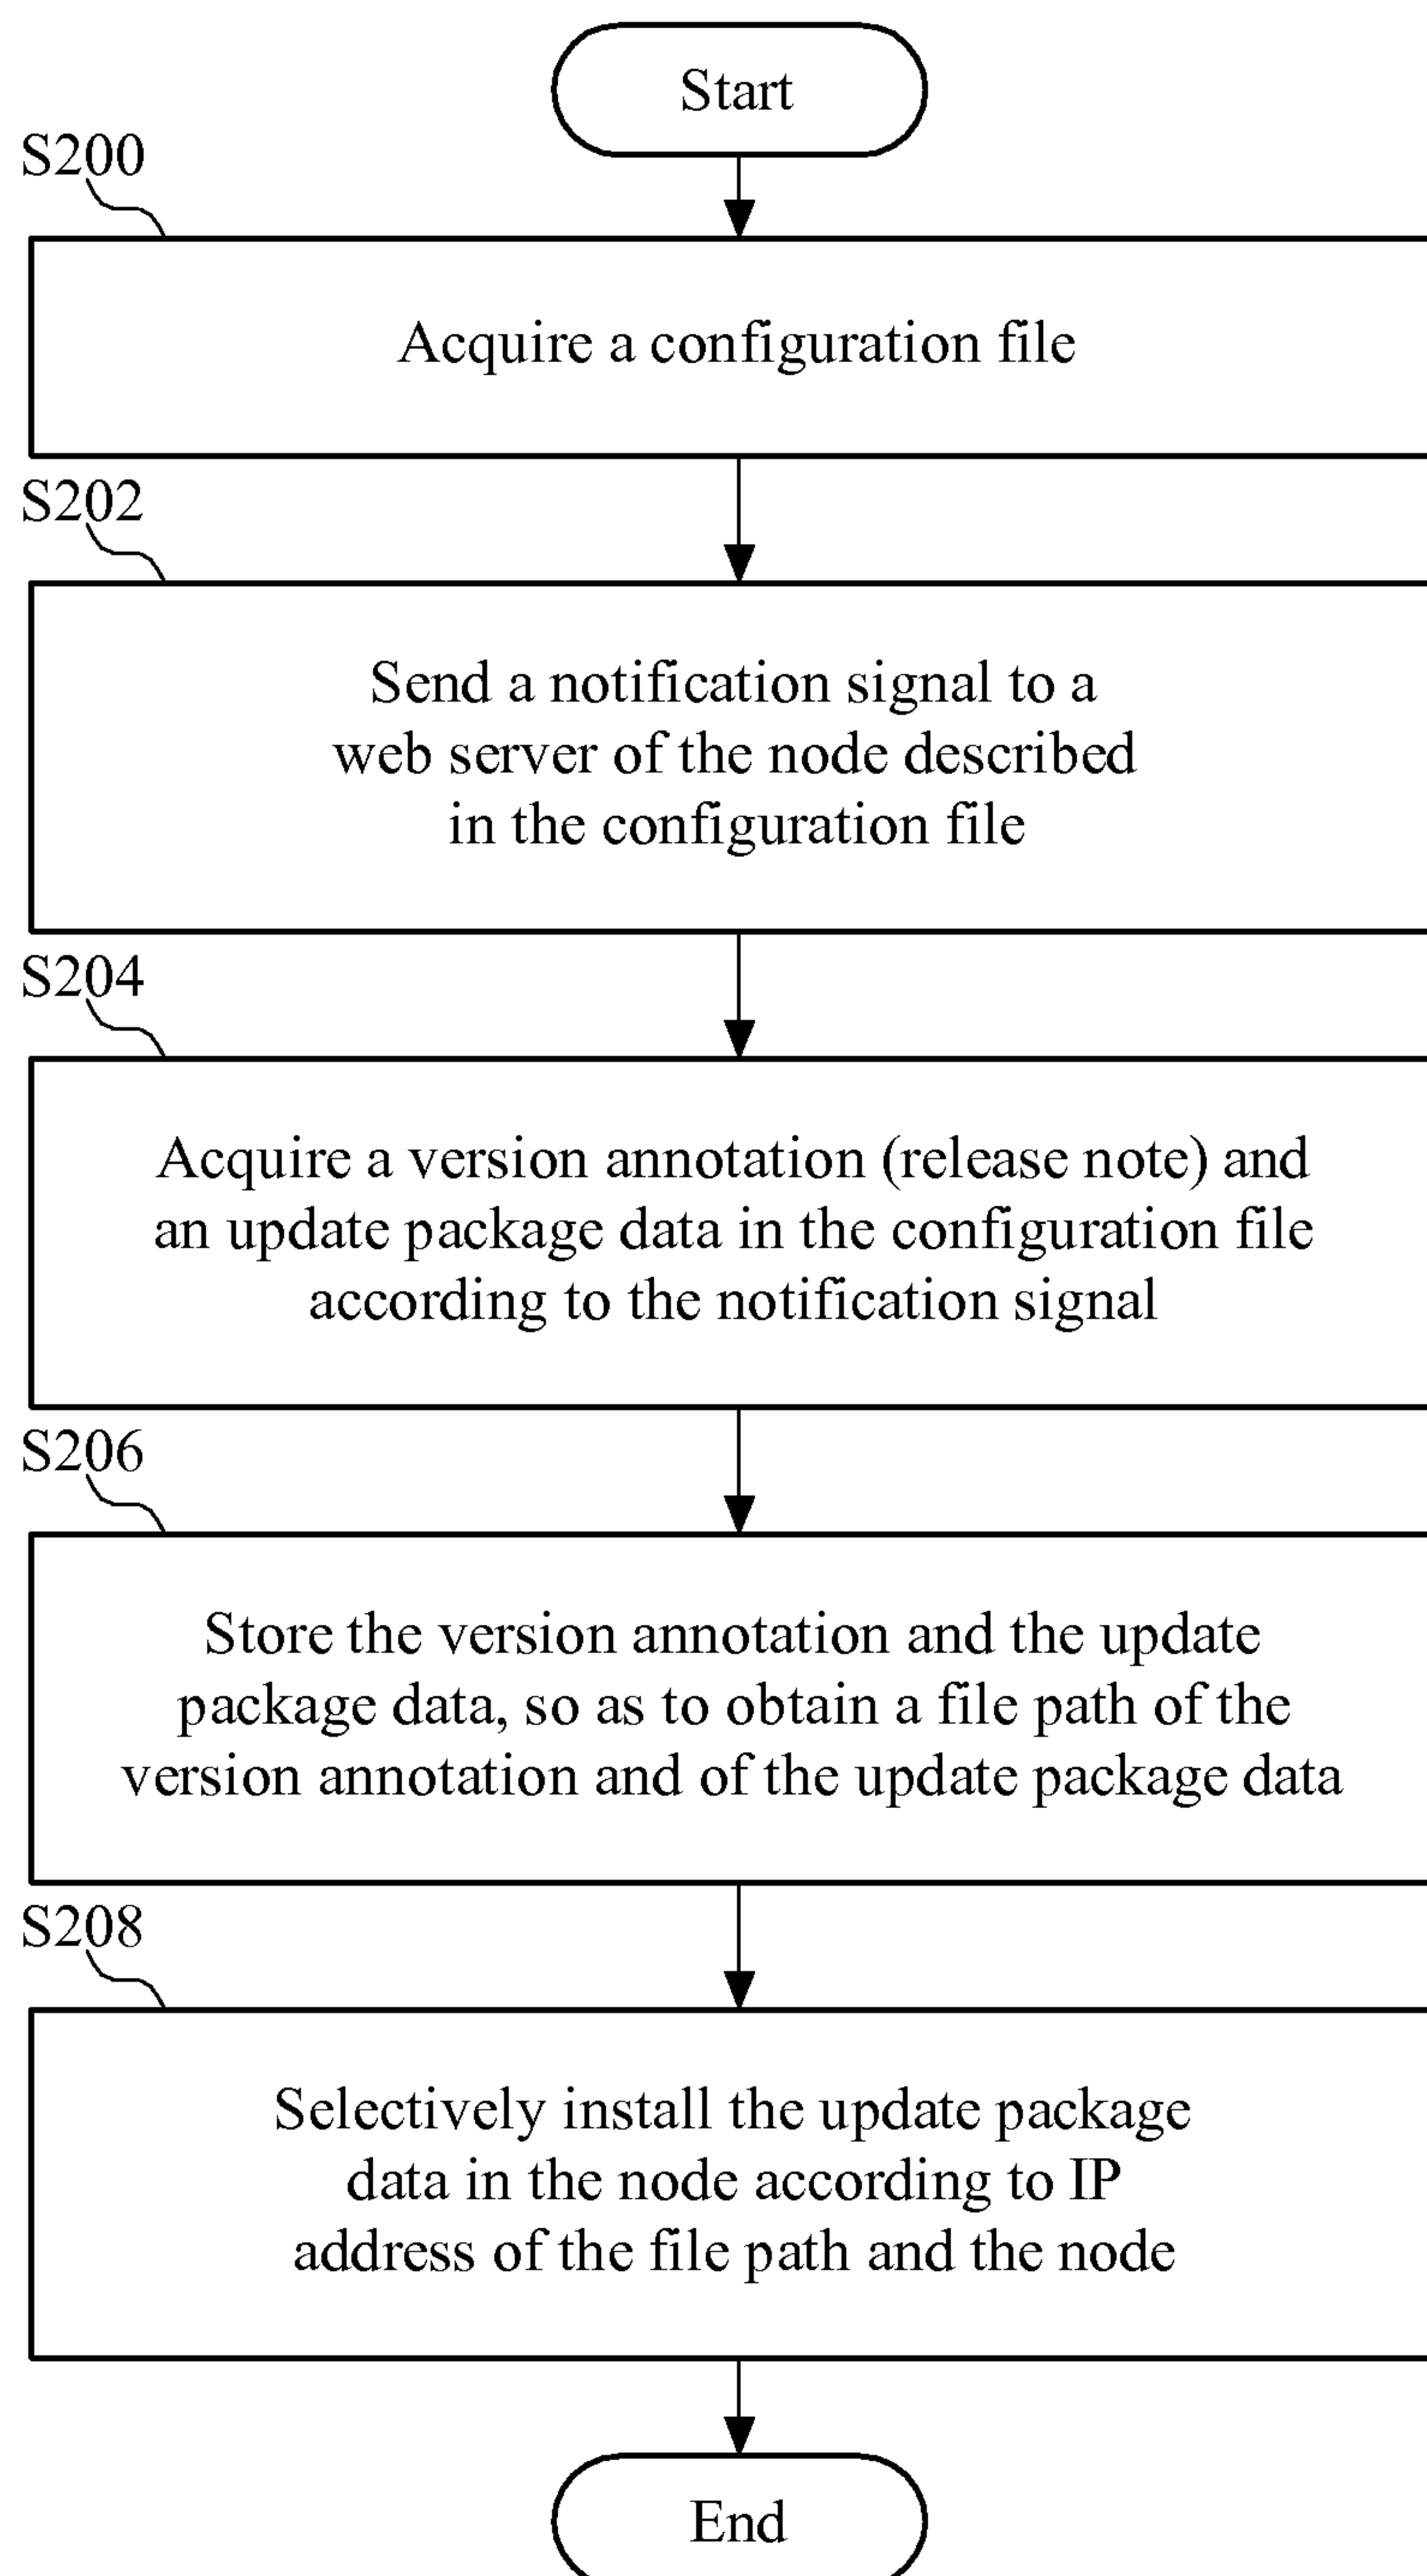 Start
S200
Acquire a configuration file
S202
Send a notification signal to a
web server of the node described
in the configuration file
S204
Acquire a version annotation (release note) and
an update package data in the configuration file
according to the notification signal
S206
Store the version annotation and the update
package data, so as to obtain a file path of the
version annotation and of the update package data
S208
Selectively install the update package
data in the node according to IP
address of the file path and the node
End